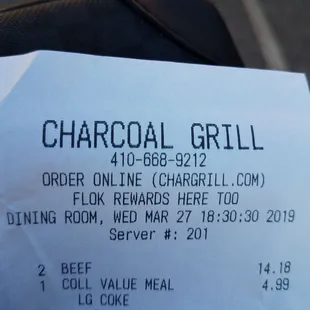 CHARCOAL GRILL
410-668-9212
ORDER ONLINE (CHARGRILL.COM)
FLOK REWARDS HERE TOO
DINING ROOM, WED MAR 27 18:30:30 2019
Server #: 201
2 BEEF 14.18
1 COLL VALUE MEAL 4.99
LG COKE